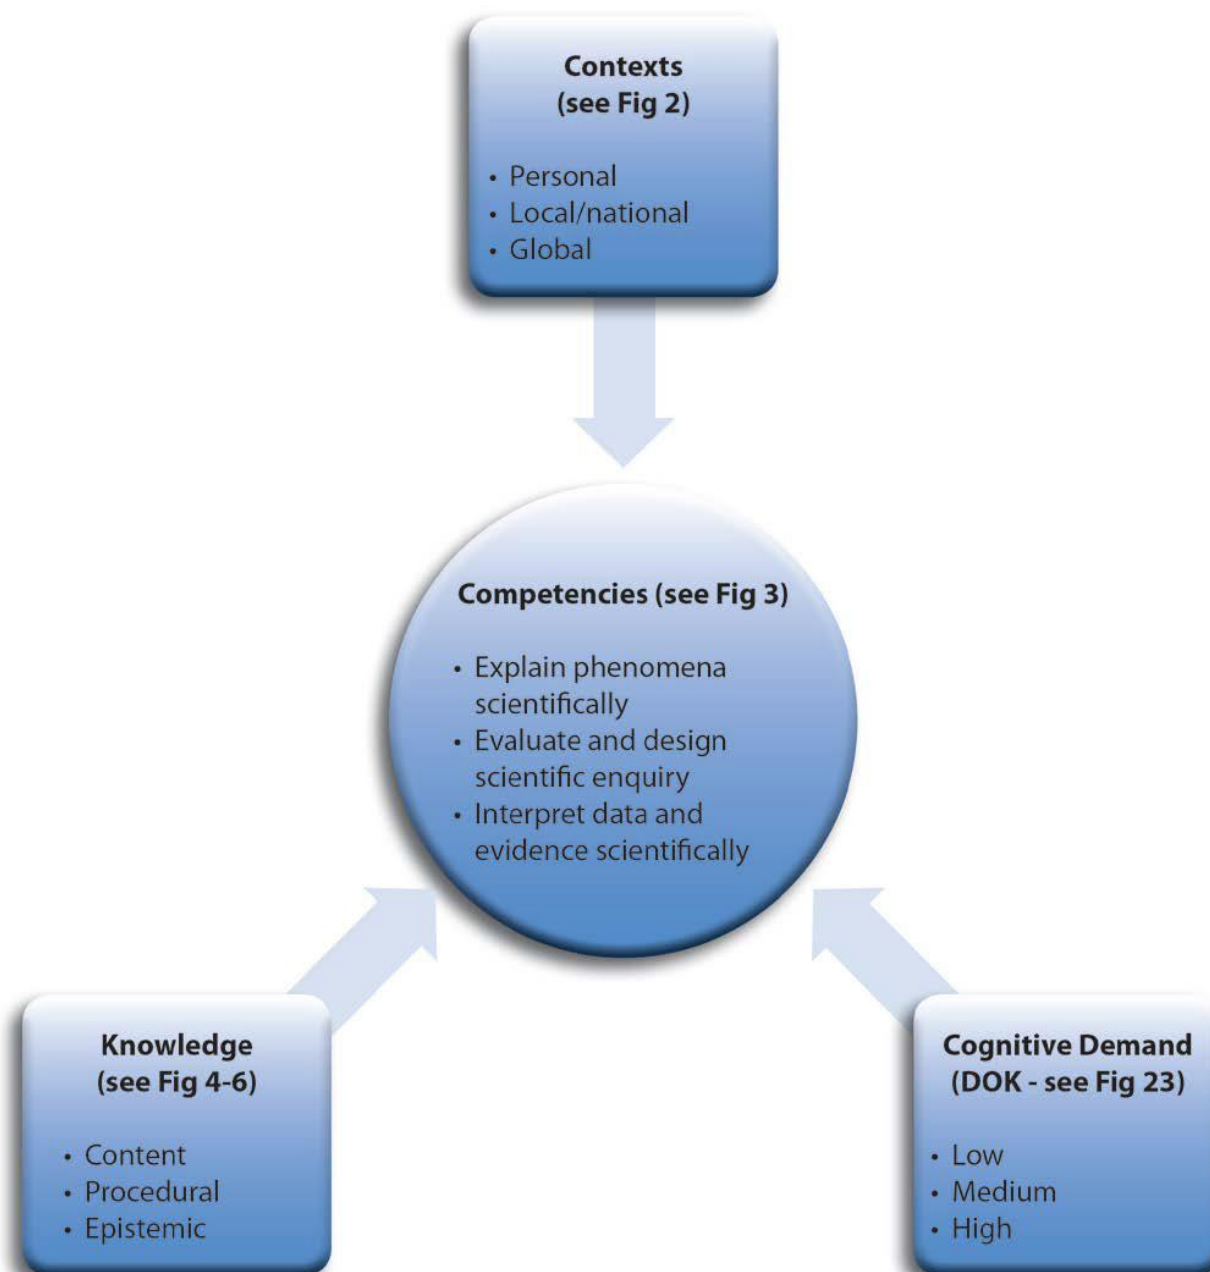 Contexts
(see Fig 2)
• Personal
• Local/national
• Global
Competencies (see Fig 3)
• Explain phenomena
scientifically
• Evaluate and design
scientific enquiry
• Interpret data and
evidence scientifically
Knowledge
(see Fig 4-6)
• Content
• Procedural
• Epistemic
Cognitive Demand
(DOK - see Fig 23)
• Low
• Medium
• High